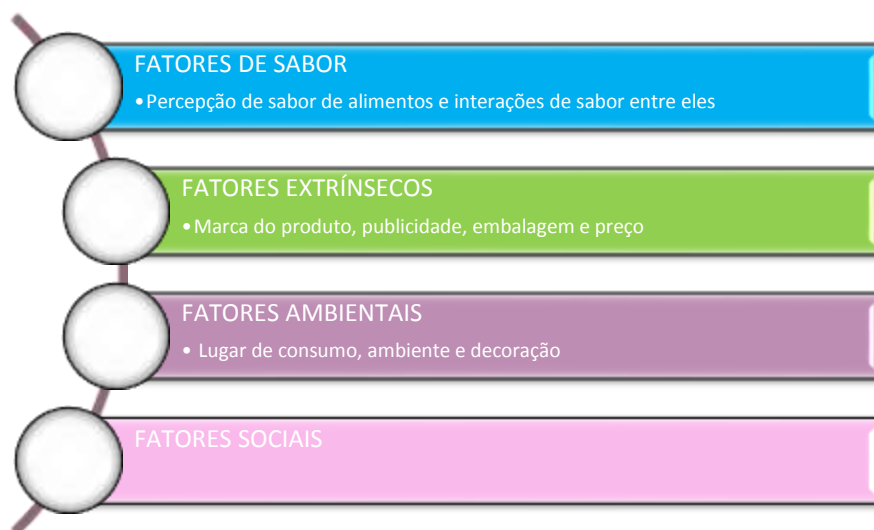 FATORES DE SABOR
•Percepção de sabor de alimentos e interações de sabor entre eles
FATORES EXTRÍNSECOS
•Marca do produto, publicidade, embalagem e preço
FATORES AMBIENTAIS
• Lugar de consumo, ambiente e decoração
FATORES SOCIAIS